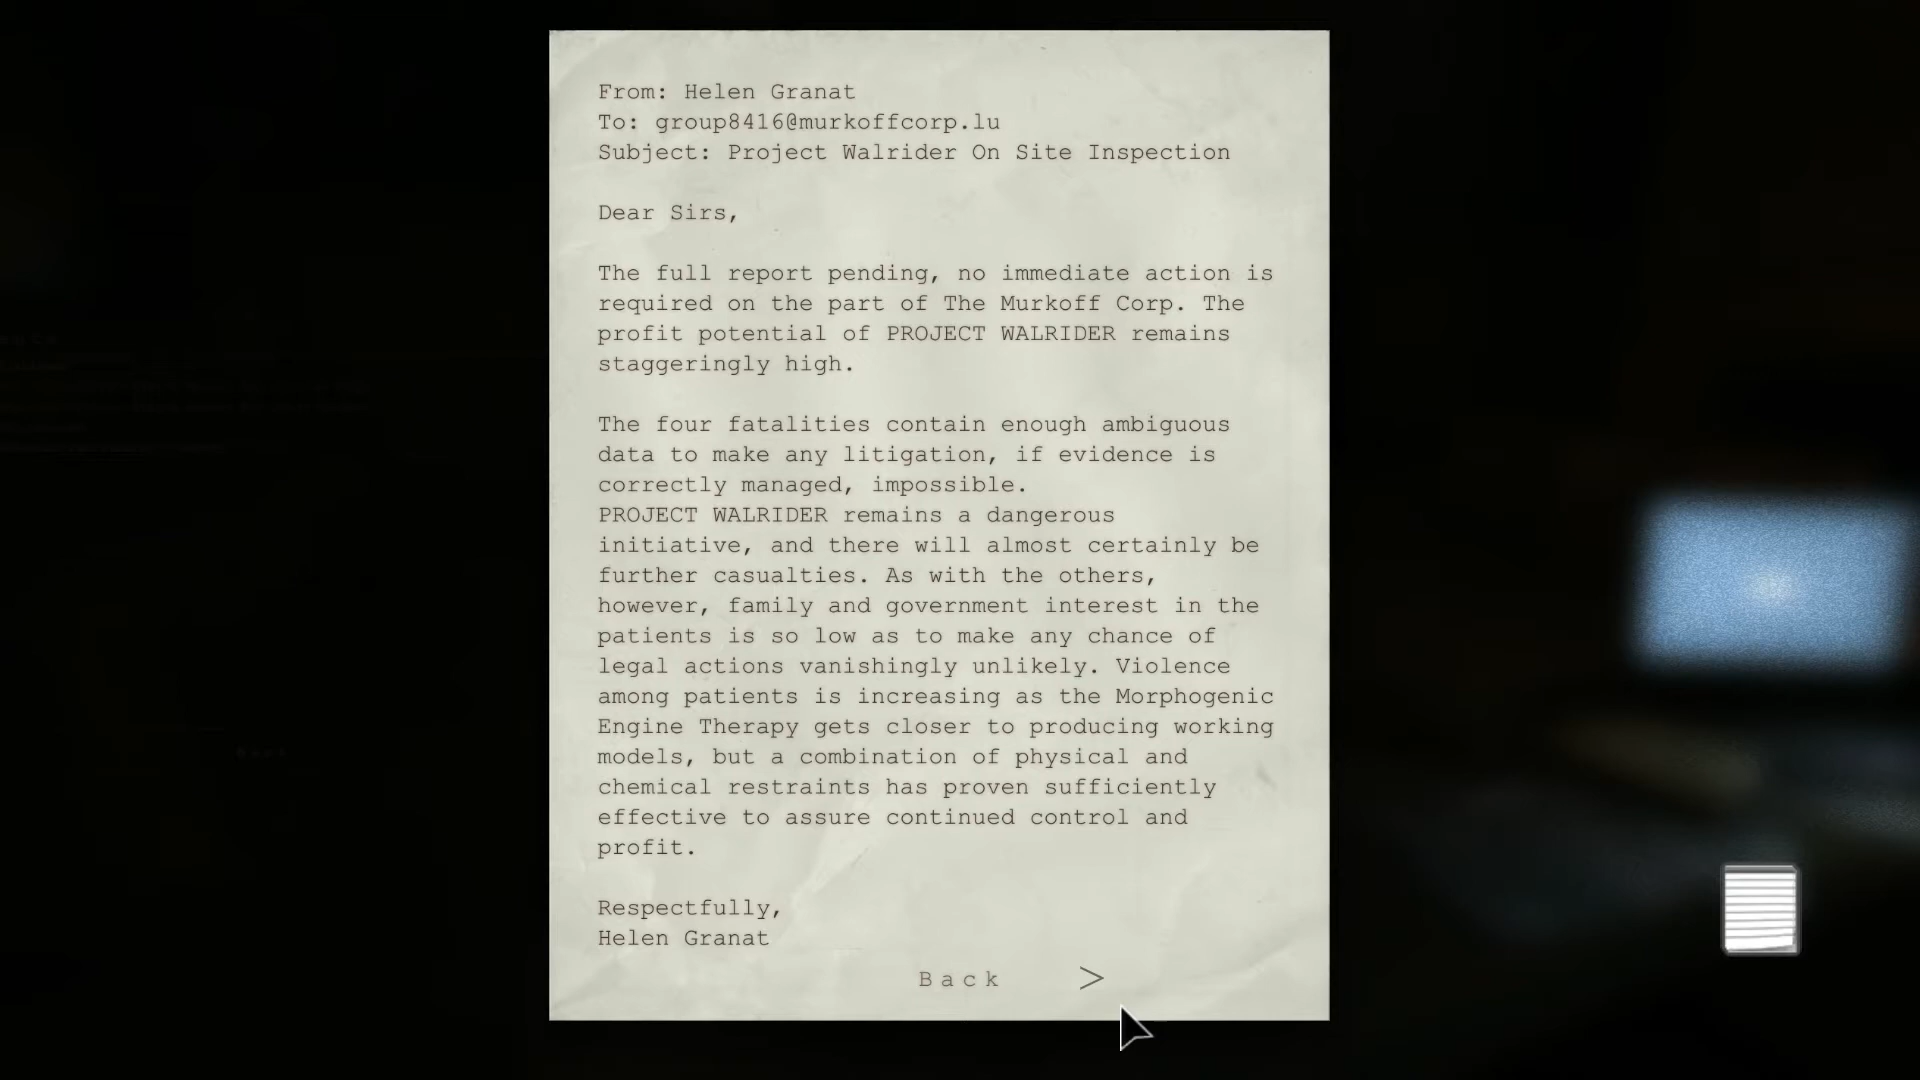 From: Helen Granat
To: group8416@murkoffcorp.lu
Subject: Project Walrider On Site Inspection
Dear Sirs,
The full report pending, no immediate action is
required on the part of The Murkoff Corp. The
profit potential of PROJECT WALRIDER remains
staggeringly high.
The four fatalities contain enough ambiguous
data to make any litigation, if evidence is
correctly managed, impossible.
PROJECT WALRIDER remains a dangerous
initiative, and there will almost certainly be
further casualties. As with the others,
however, family and government interest in the
patients is so low as to make any chance of
legal actions vanishingly unlikely. Violence
among patients is increasing as the Morphogenic
Engine Therapy gets closer to producing working
models, but a combination of physical and
chemical restraints has proven sufficiently
effective to assure continued control and
profit.
Respectfully,
Helen Granat
Back >